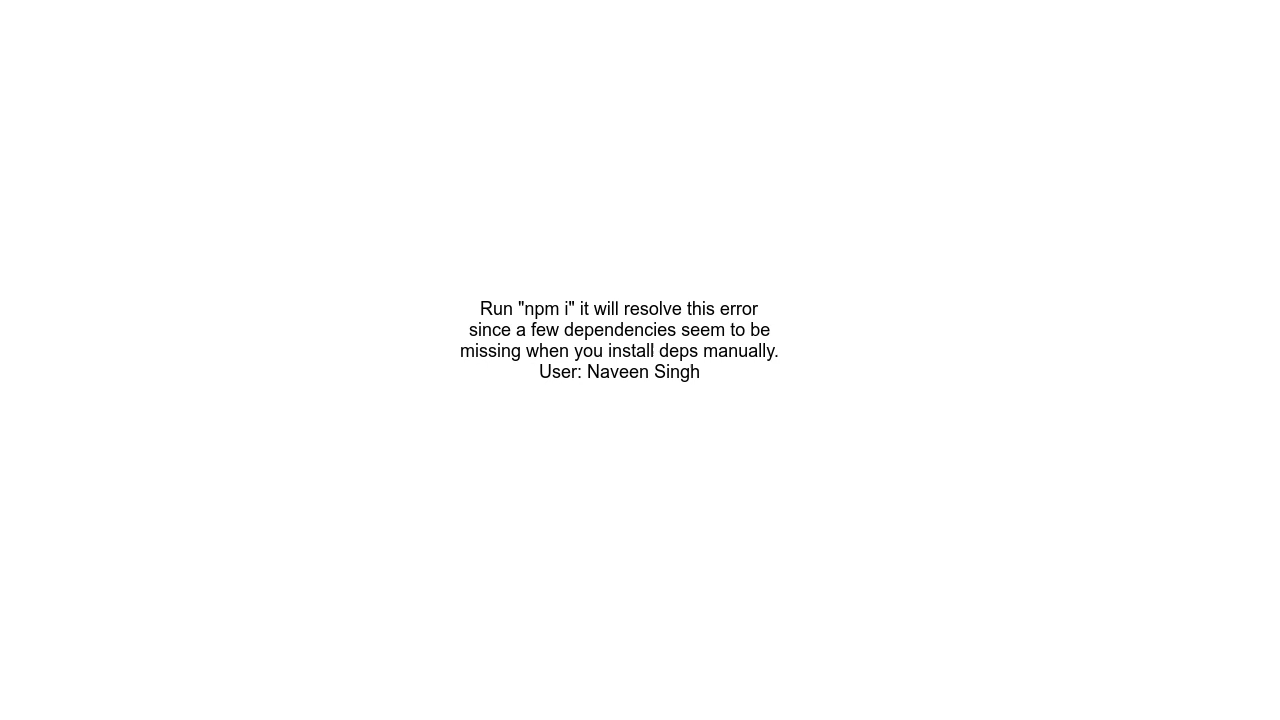 Run "npm i" it will resolve this error
since a few dependencies seem to be
missing when you install deps manually.
User: Naveen Singh